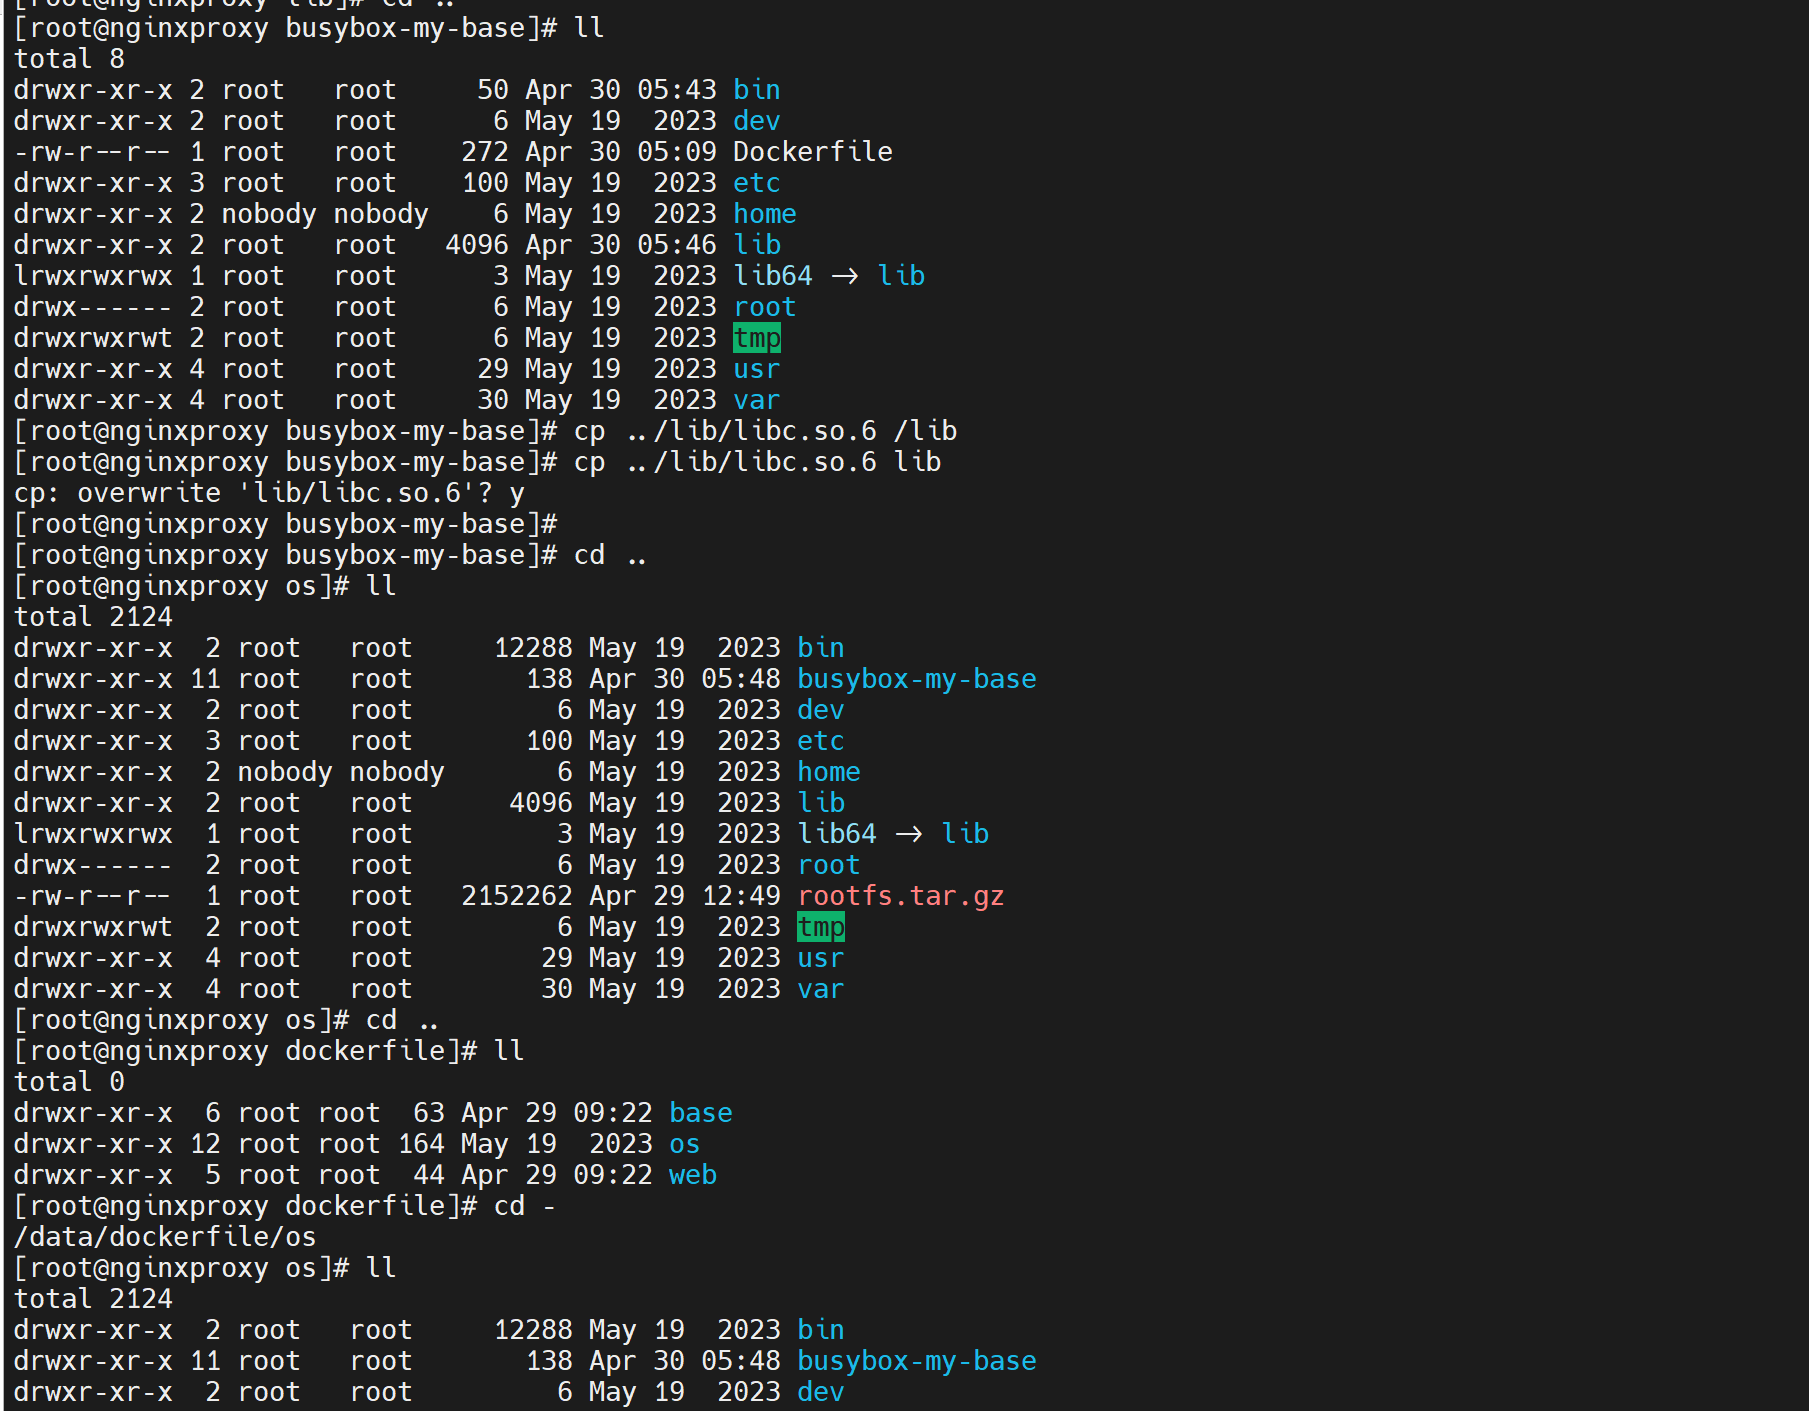 [root@nginxproxy lib]# cd ..
[root@nginxproxy busybox-my-base]# ll
total 8
drwxr-xr-x 2 root   root     50 Apr 30 05:43 bin
drwxr-xr-x 2 root   root      6 May 19  2023 dev
-rw-r--r-- 1 root   root    272 Apr 30 05:09 Dockerfile
drwxr-xr-x 3 root   root    100 May 19  2023 etc
drwxr-xr-x 2 nobody nobody    6 May 19  2023 home
drwxr-xr-x 2 root   root   4096 Apr 30 05:46 lib
lrwxrwxrwx 1 root   root      3 May 19  2023 lib64 -> lib
drwx------ 2 root   root      6 May 19  2023 root
drwxrwxrwt 2 root   root      6 May 19  2023 tmp
drwxr-xr-x 4 root   root     29 May 19  2023 usr
drwxr-xr-x 4 root   root     30 May 19  2023 var
[root@nginxproxy busybox-my-base]# cp ../lib/libc.so.6 /lib
[root@nginxproxy busybox-my-base]# cp ../lib/libc.so.6 lib
cp: overwrite 'lib/libc.so.6'? y
[root@nginxproxy busybox-my-base]#
[root@nginxproxy busybox-my-base]# cd ..
[root@nginxproxy os]# ll
total 2124
drwxr-xr-x  2 root   root     12288 May 19  2023 bin
drwxr-xr-x 11 root   root       138 Apr 30 05:48 busybox-my-base
drwxr-xr-x  2 root   root         6 May 19  2023 dev
drwxr-xr-x  3 root   root       100 May 19  2023 etc
drwxr-xr-x  2 nobody nobody       6 May 19  2023 home
drwxr-xr-x  2 root   root      4096 May 19  2023 lib
lrwxrwxrwx  1 root   root         3 May 19  2023 lib64 -> lib
drwx------  2 root   root         6 May 19  2023 root
-rw-r--r--  1 root   root   2152262 Apr 29 12:49 rootfs.tar.gz
drwxrwxrwt  2 root   root         6 May 19  2023 tmp
drwxr-xr-x  4 root   root        29 May 19  2023 usr
drwxr-xr-x  4 root   root        30 May 19  2023 var
[root@nginxproxy os]# cd ..
[root@nginxproxy dockerfile]# ll
total 0
drwxr-xr-x  6 root root  63 Apr 29 09:22 base
drwxr-xr-x 12 root root 164 May 19  2023 os
drwxr-xr-x  5 root root  44 Apr 29 09:22 web
[root@nginxproxy dockerfile]# cd -
/data/dockerfile/os
[root@nginxproxy os]# ll
total 2124
drwxr-xr-x  2 root   root     12288 May 19  2023 bin
drwxr-xr-x 11 root   root       138 Apr 30 05:48 busybox-my-base
drwxr-xr-x  2 root   root         6 May 19  2023 dev